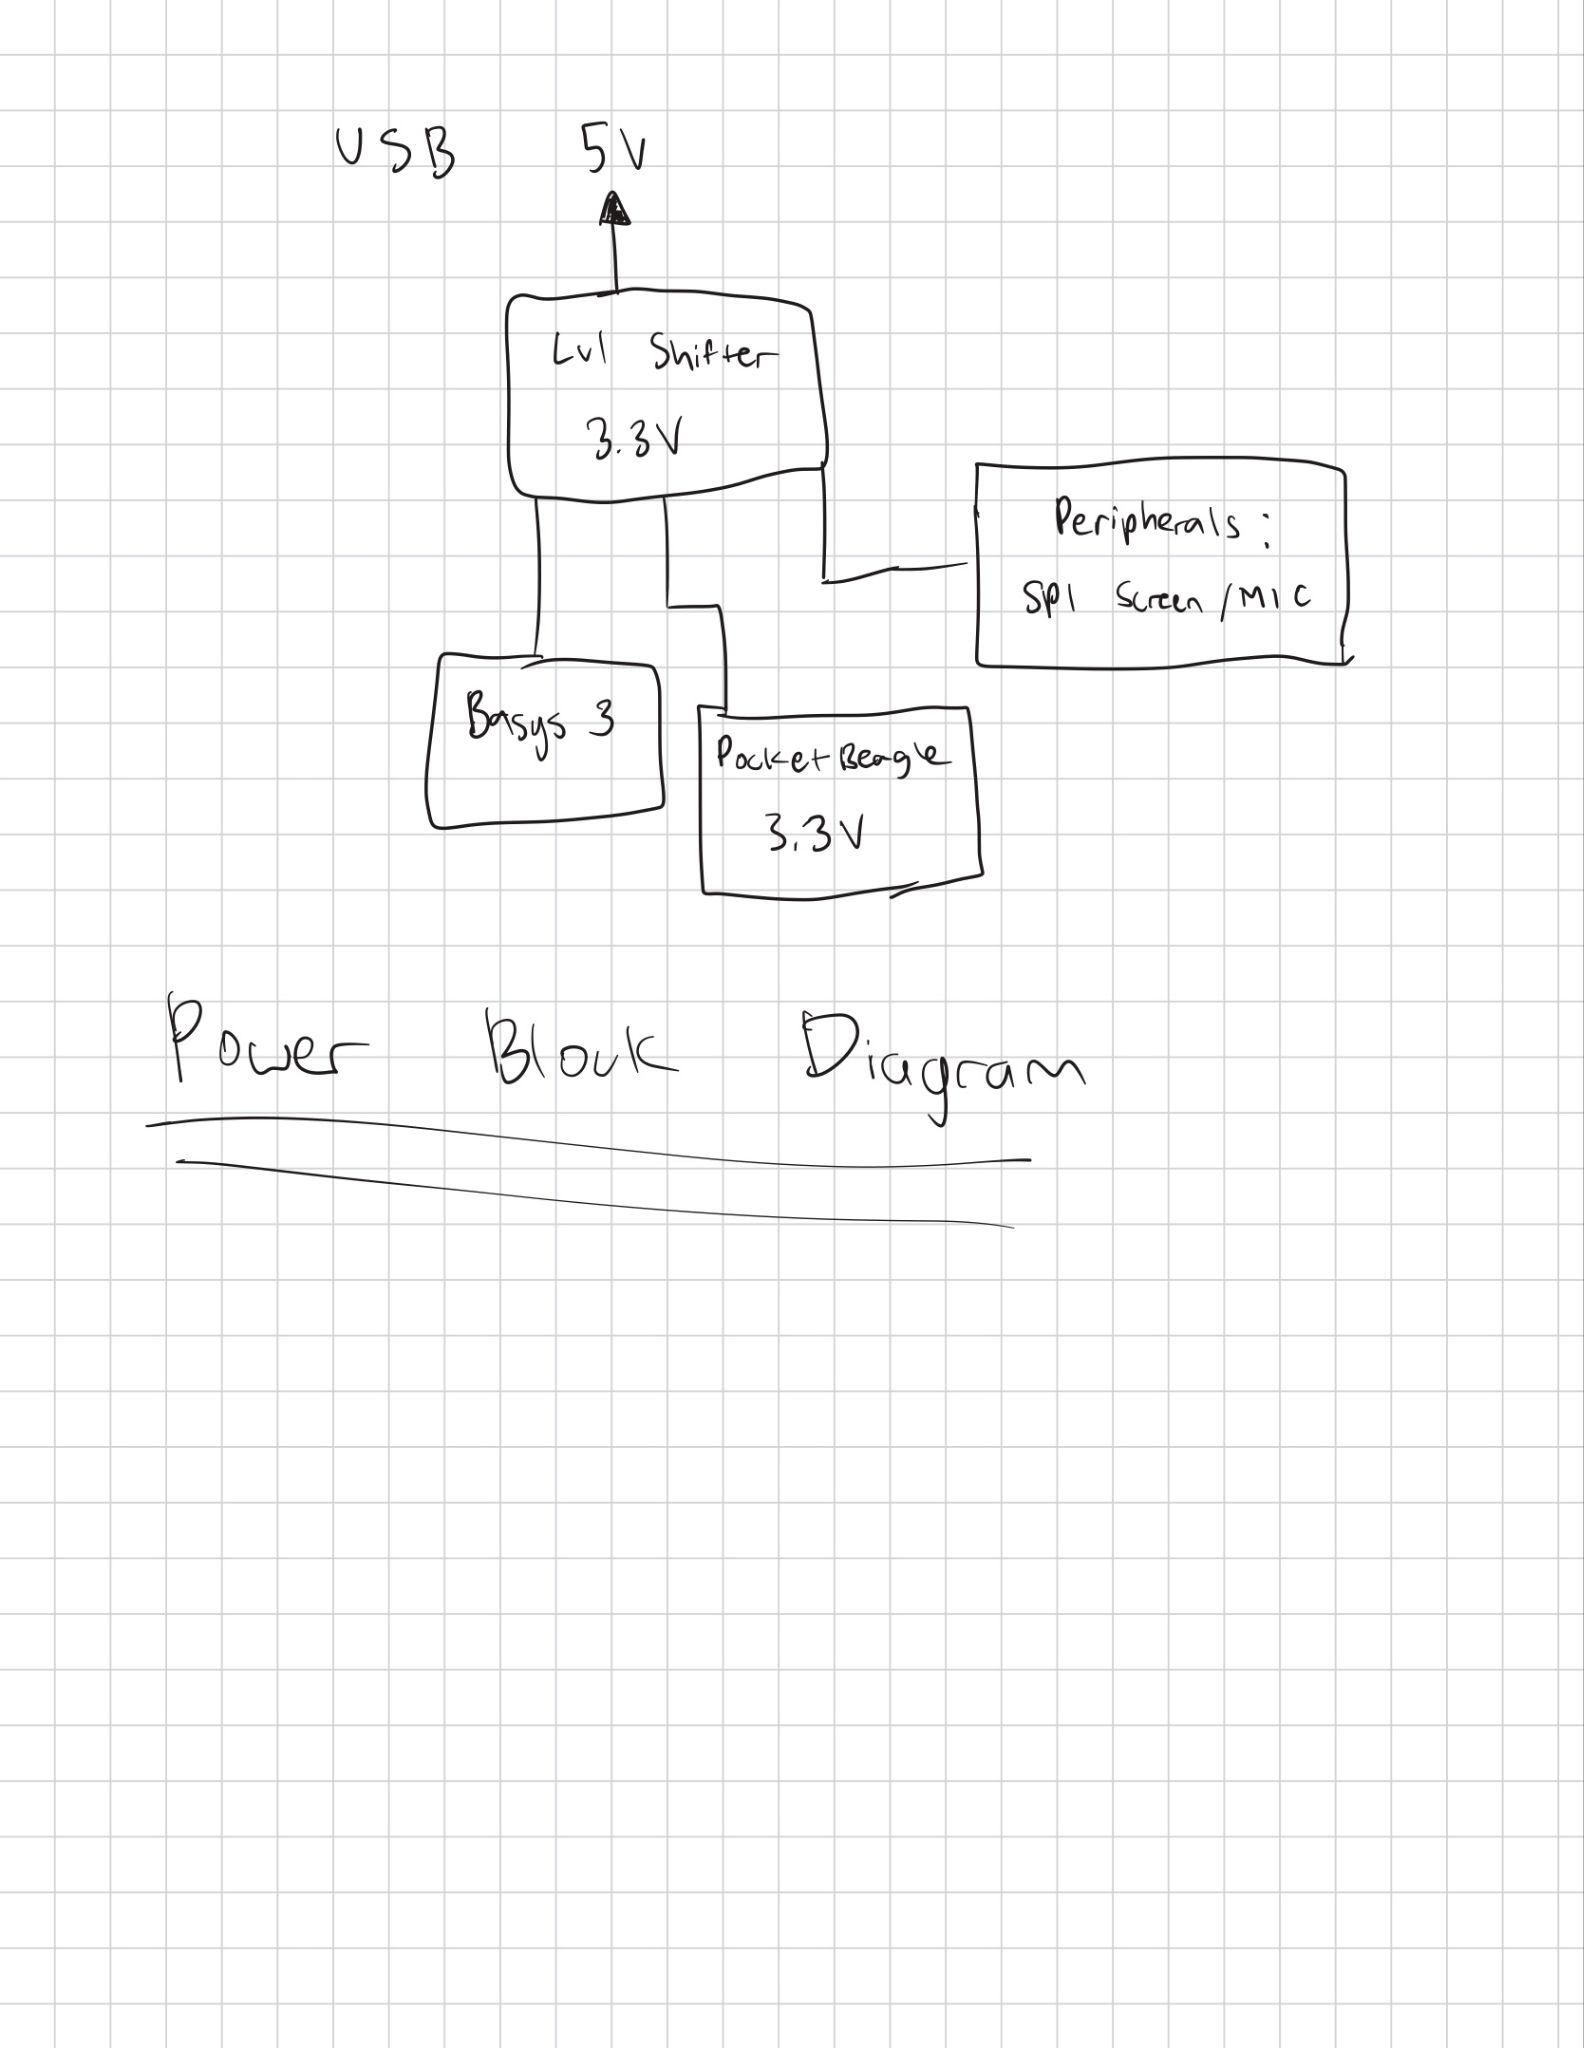 USB 5V
Lvl Shifter
3.3V
Peripherals:
SPI Screen/MIC
Basys 3
PocketBeagle
3.3V
Power Block Diagram